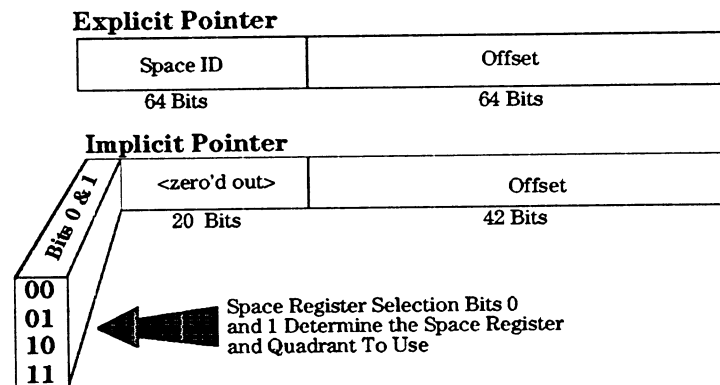 Explicit Pointer
Space ID
Offset
64 Bits
64 Bits
Implicit Pointer
Bits 0 & 1
<zero'd out>
Offset
20 Bits
42 Bits
00
01
10
11
Space Register Selection Bits 0
and 1 Determine the Space Register
and Quadrant To Use